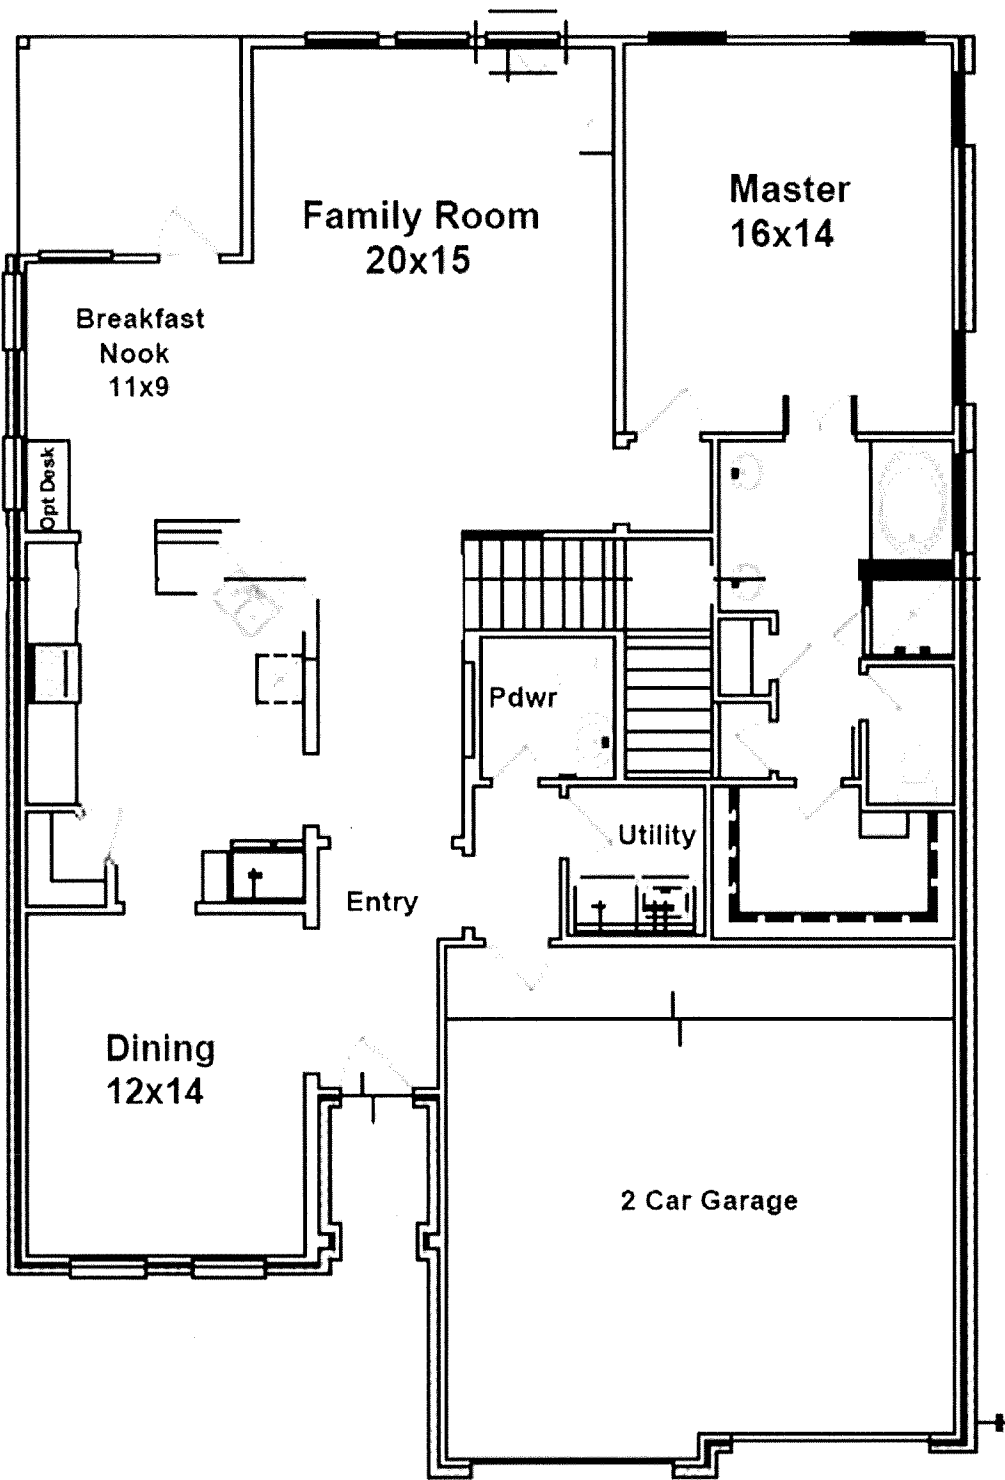 Family Room
20x15
Master
16x14
Breakfast
Nook
11x9
Opt Desk
Pdwr
Utility
Entry
Dining
12x14
2 Car Garage